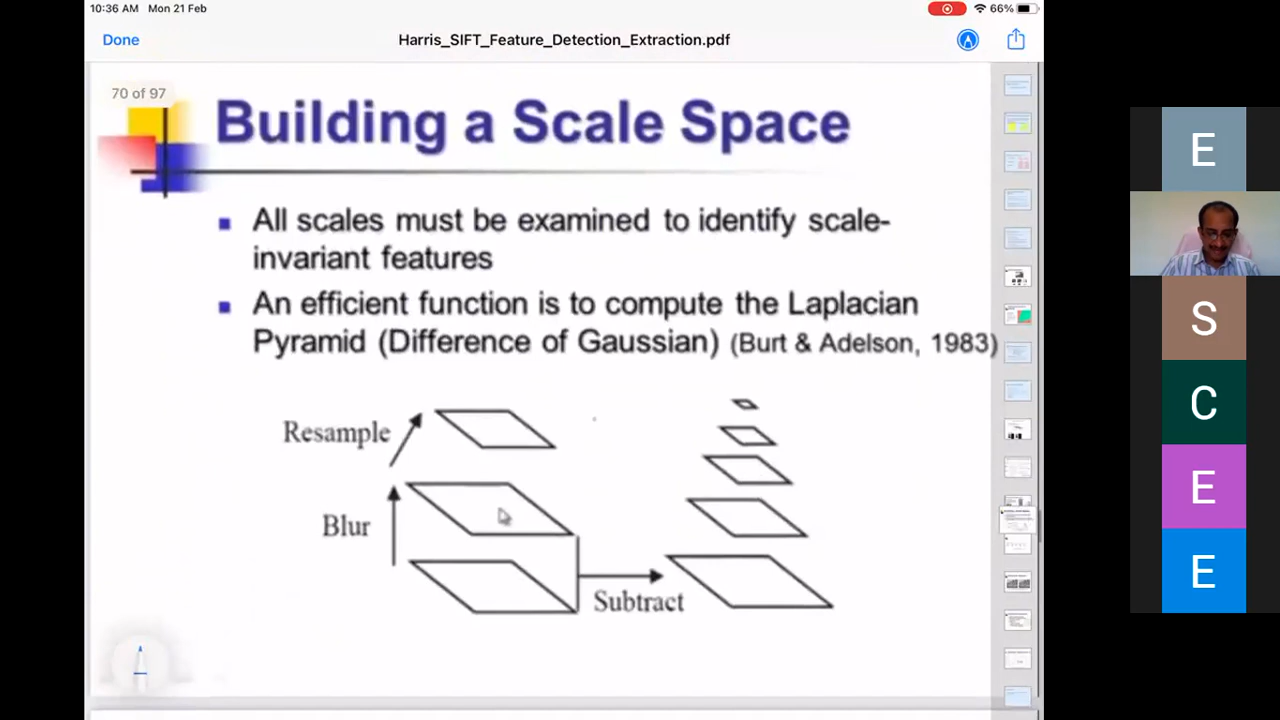 10:36 AM Mon 21 Feb
66%
Done
Harris_SIFT_Feature_Detection_Extraction.pdf
70 of 97
Building a Scale Space
All scales must be examined to identify scale-
invariant features
An efficient function is to compute the Laplacian
Pyramid (Difference of Gaussian) (Burt & Adelson, 1983)
Resample
Blur
Subtract
E
S
C
E
E